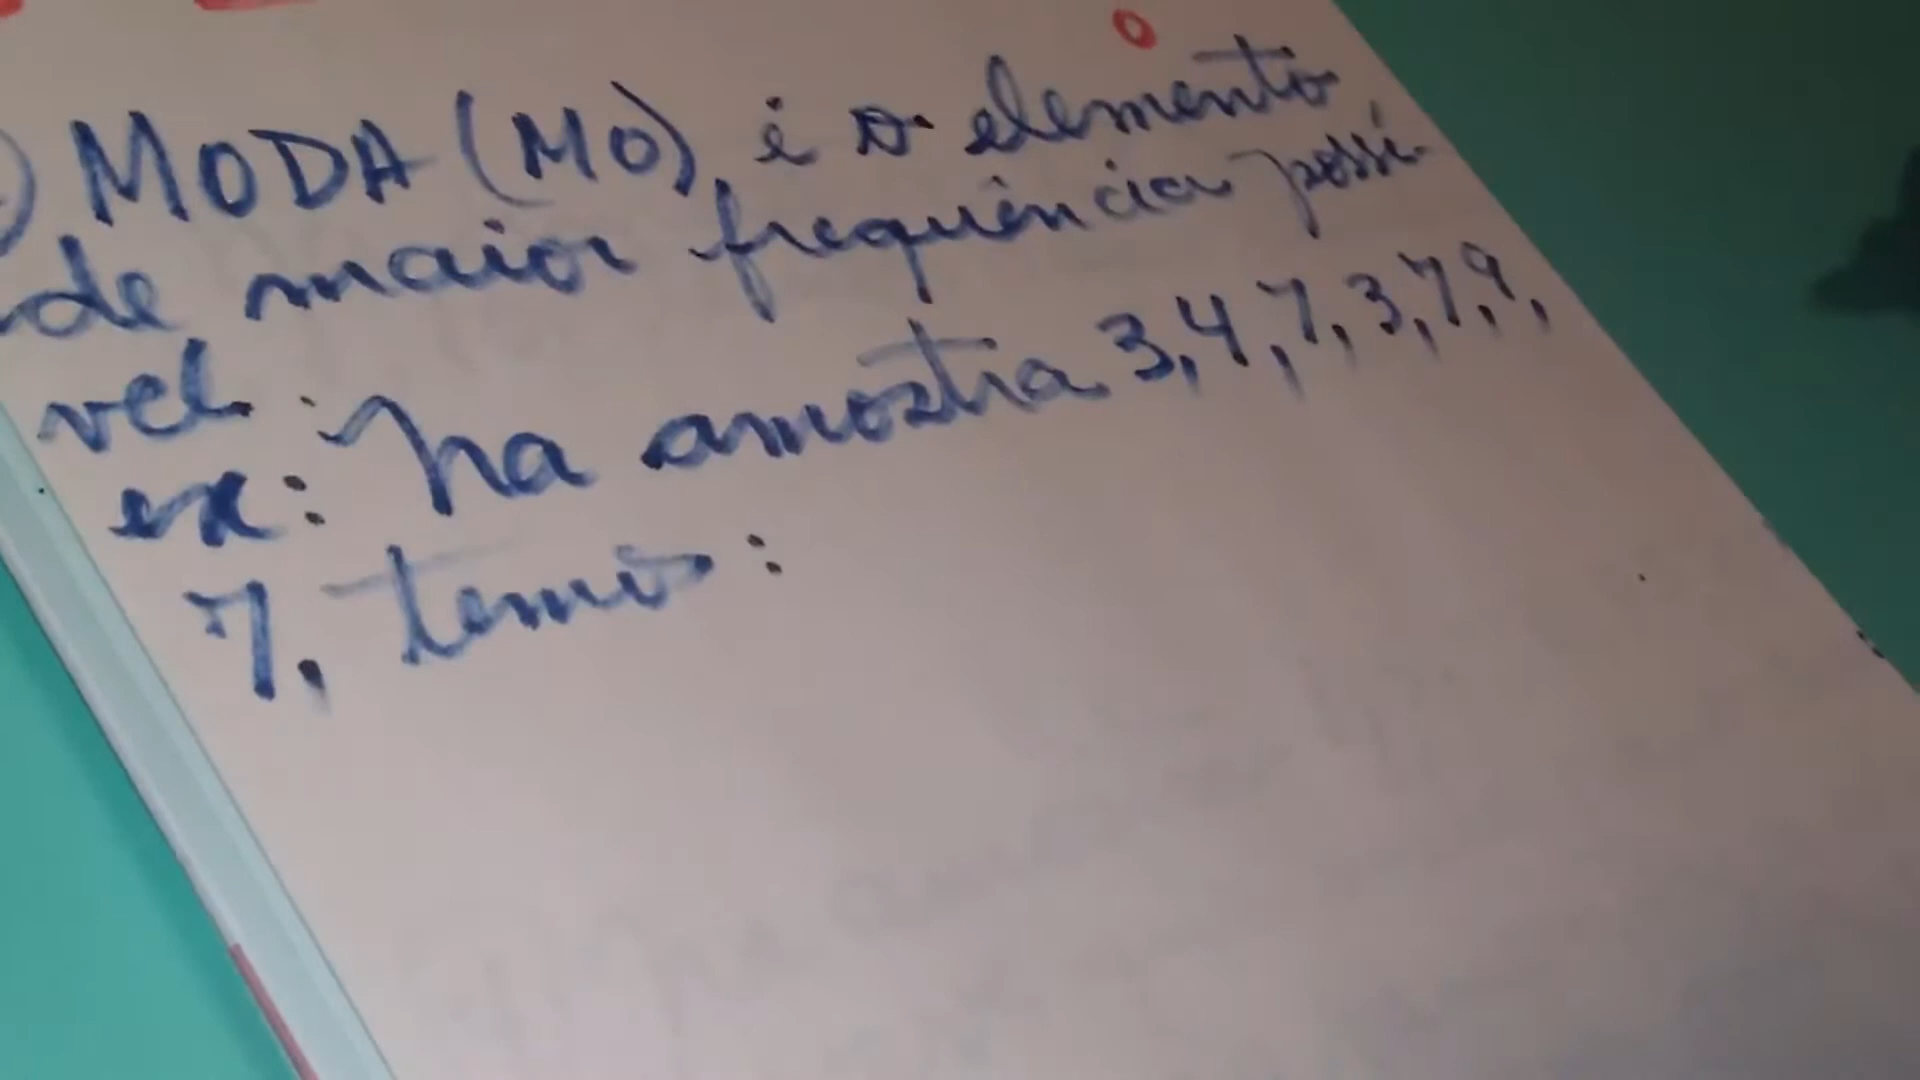 ) MODA (MO), é o elemento
de maior frequência possí-
vel.
ex: na amostra 3,4,7,3,7,9,
7, temos: